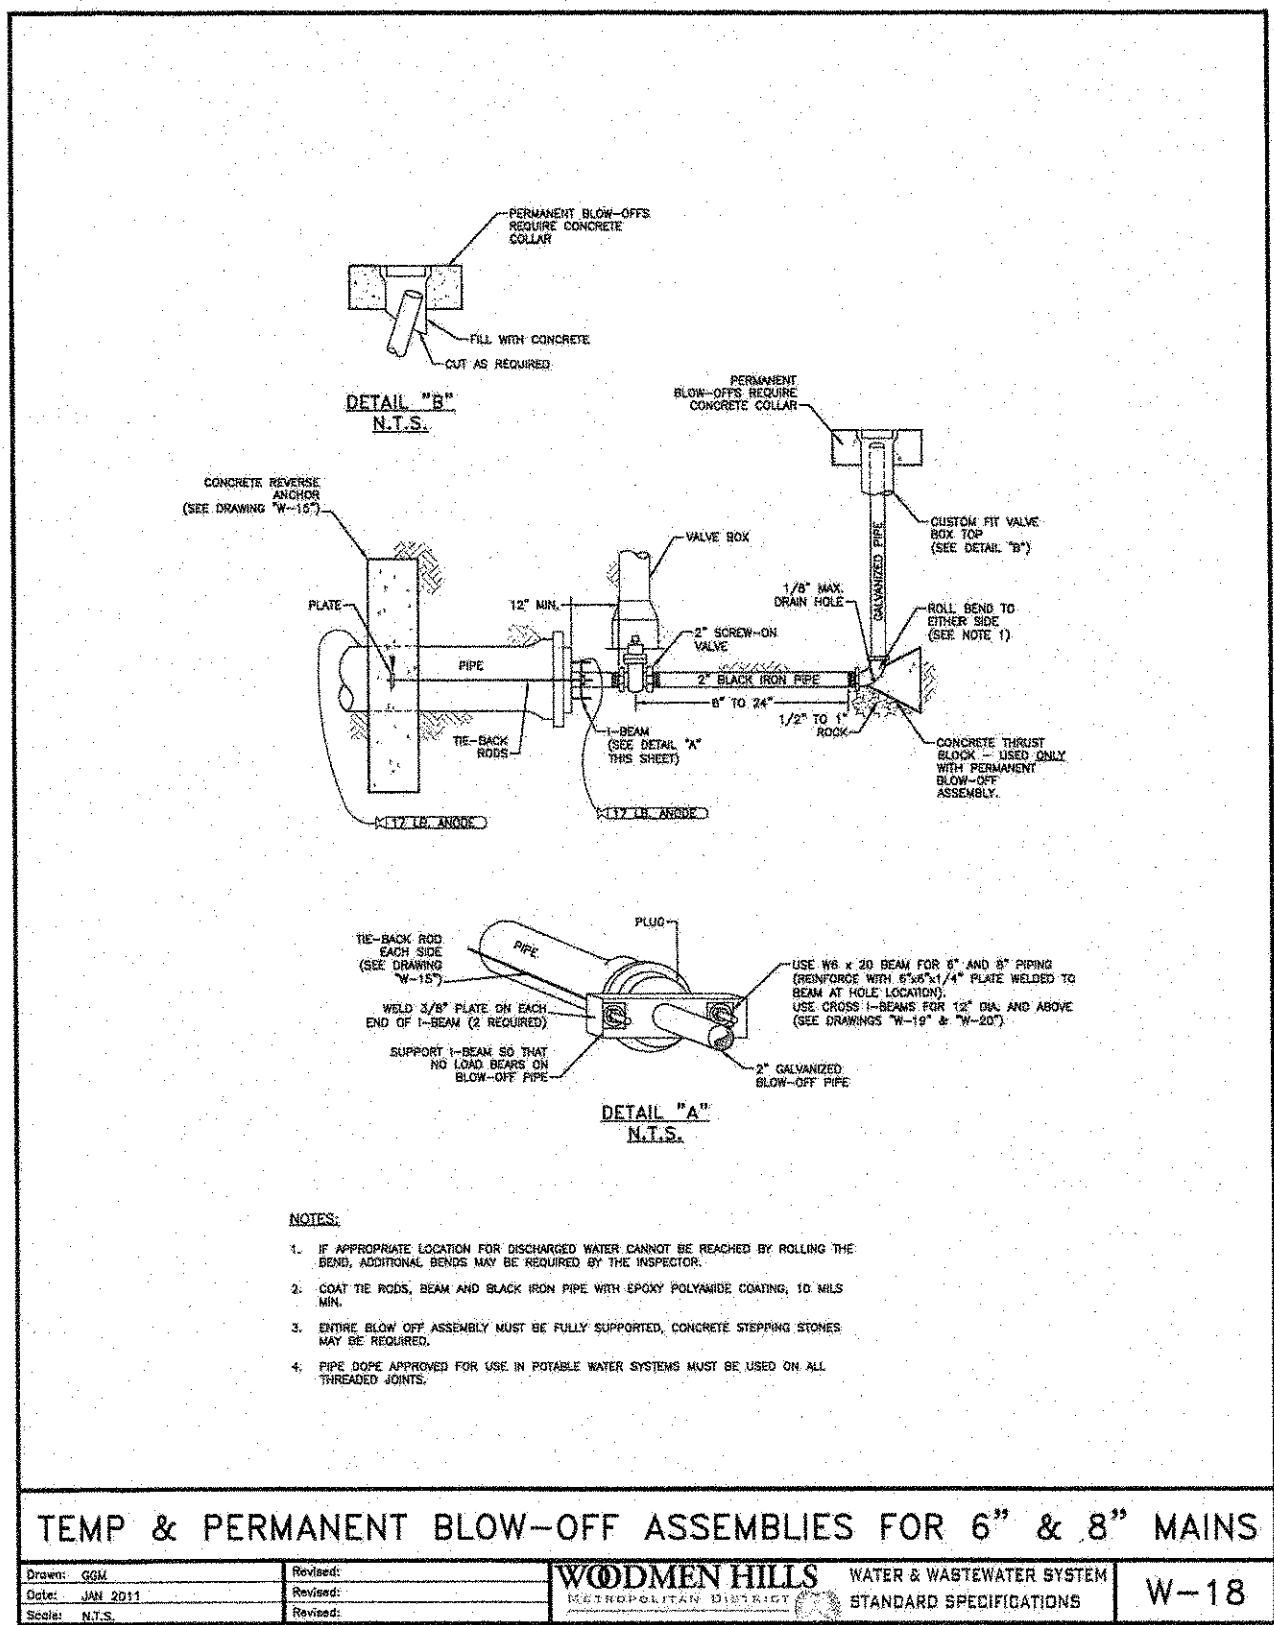 PERMANENT BLOW-OFFS
REQUIRE CONCRETE
COLLAR
FILL WITH CONCRETE
CUT AS REQUIRED
DETAIL "B"
N.T.S.
PERMANENT
BLOW-OFFS REQUIRE
CONCRETE COLLAR
CONCRETE REVERSE
ANCHOR
(SEE DRAWING "W-15")
VALVE BOX
CUSTOM FIT VALVE
BOX TOP
(SEE DETAIL "B")
GALVANIZED PIPE
1/8" MAX.
DRAIN HOLE
PLATE
12" MIN.
ROLL BEND TO
EITHER SIDE
(SEE NOTE 1)
2" SCREW-ON
VALVE
PIPE
2" BLACK IRON PIPE
TIE-BACK
RODS
I-BEAM
(SEE DETAIL "A"
THIS SHEET)
1/2" TO 1"
ROCK
CONCRETE THRUST
BLOCK - USED ONLY
WITH PERMANENT
BLOW-OFF
ASSEMBLY.
17 LB. ANODE
17 LB. ANODE
PLUG
TIE-BACK ROD
EACH SIDE
(SEE DRAWING
"W-15")
PIPE
WELD 3/8" PLATE ON EACH
END OF I-BEAM (2 REQUIRED)
SUPPORT I-BEAM SO THAT
NO LOAD BEARS ON
BLOW-OFF PIPE
USE W6 x 20 BEAM FOR 6" AND 8" PIPING
(REINFORCE WITH 6"x6"x1/4" PLATE WELDED TO
BEAM AT HOLE LOCATION).
USE CROSS I-BEAMS FOR 12" DIA. AND ABOVE
(SEE DRAWINGS "W-19" & "W-20")
2" GALVANIZED
BLOW-OFF PIPE
DETAIL "A"
N.T.S.
NOTES:
1. IF APPROPRIATE LOCATION FOR DISCHARGED WATER CANNOT BE REACHED BY ROLLING THE
BEND, ADDITIONAL BENDS MAY BE REQUIRED BY THE INSPECTOR.
2. COAT TIE RODS, BEAM AND BLACK IRON PIPE WITH EPOXY POLYAMIDE COATING, 10 MILS
MIN.
3. ENTIRE BLOW OFF ASSEMBLY MUST BE FULLY SUPPORTED, CONCRETE STEPPING STONES
MAY BE REQUIRED.
4. PIPE DOPE APPROVED FOR USE IN POTABLE WATER SYSTEMS MUST BE USED ON ALL
THREADED JOINTS.
TEMP & PERMANENT BLOW-OFF ASSEMBLIES FOR 6" & 8" MAINS
Drawn: GGM
Date: JAN 2011
Scale: N.T.S.
Revised:
Revised:
Revised:
WOODMEN HILLS
METROPOLITAN DISTRICT
WATER & WASTEWATER SYSTEM
STANDARD SPECIFICATIONS
W-18